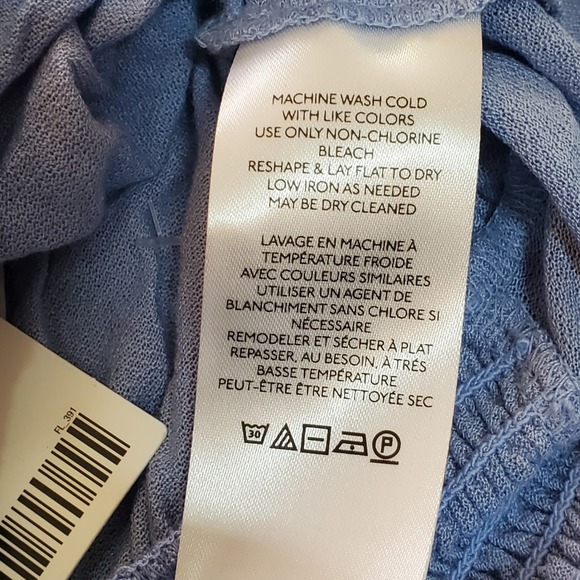 MACHINE WASH COLD
WITH LIKE COLORS
USE ONLY NON-CHLORINE
BLEACH
RESHAPE & LAY FLAT TO DRY
LOW IRON AS NEEDED
MAY BE DRY CLEANED
LAVAGE EN MACHINE À
TEMPÉRATURE FROIDE
AVEC COULEURS SIMILAIRES
UTILISER UN AGENT DE
BLANCHIMENT SANS CHLORE SI
NÉCESSAIRE
REMODELER ET SÉCHER À PLAT
REPASSER, AU BESOIN, À TRÉS
BASSE TEMPÉRATURE
PEUT-ÊTRE ÊTRE NETTOYÉE SEC
30
P
FL_391